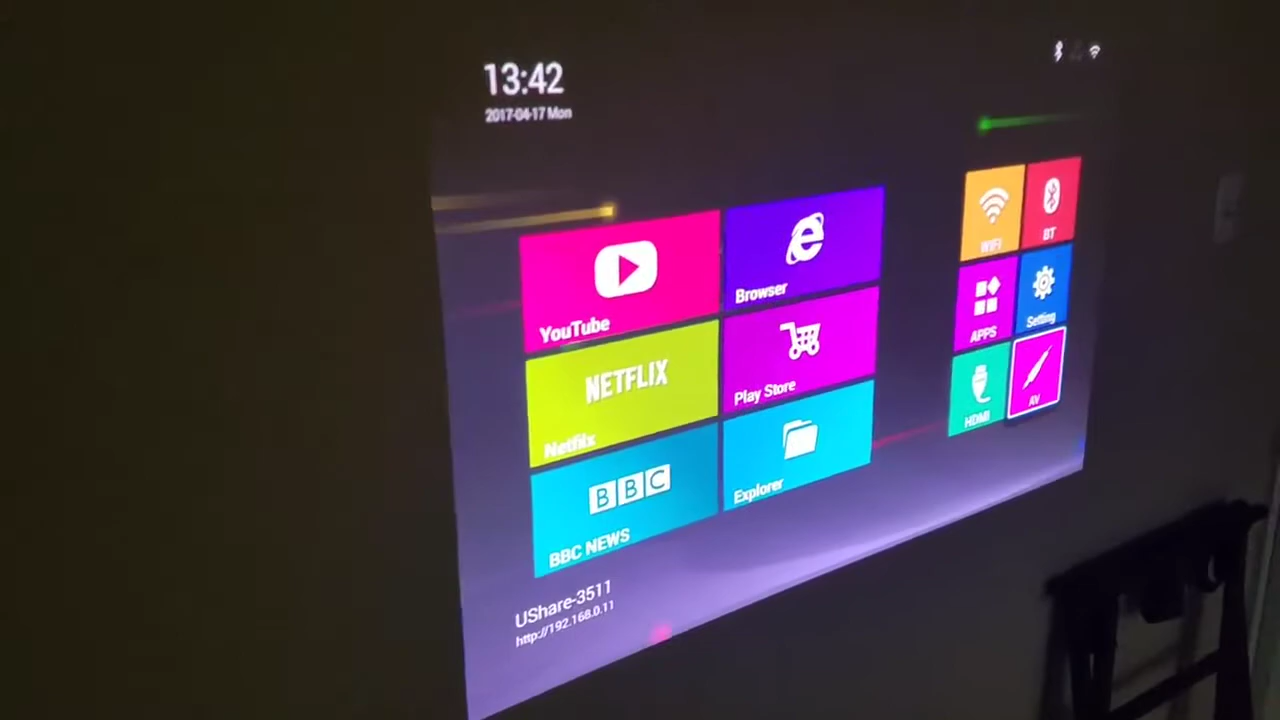 13:42
2017-04-17 Mon
YouTube
Browser
NETFLIX
Netflix
Play Store
BBC
BBC NEWS
Explorer
WIFI
BT
APPS
Setting
HDMI
AV
UShare-3511
http://192.168.0.11